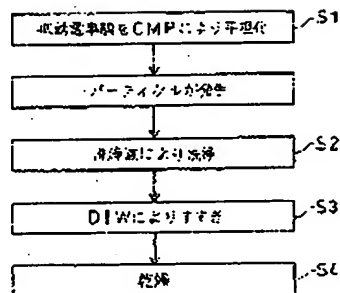 低誘電率膜をCMPにより平坦化
S1
パーティクルが発生
洗浄液により洗浄
S2
DIWによりすすぎ
S3
乾燥